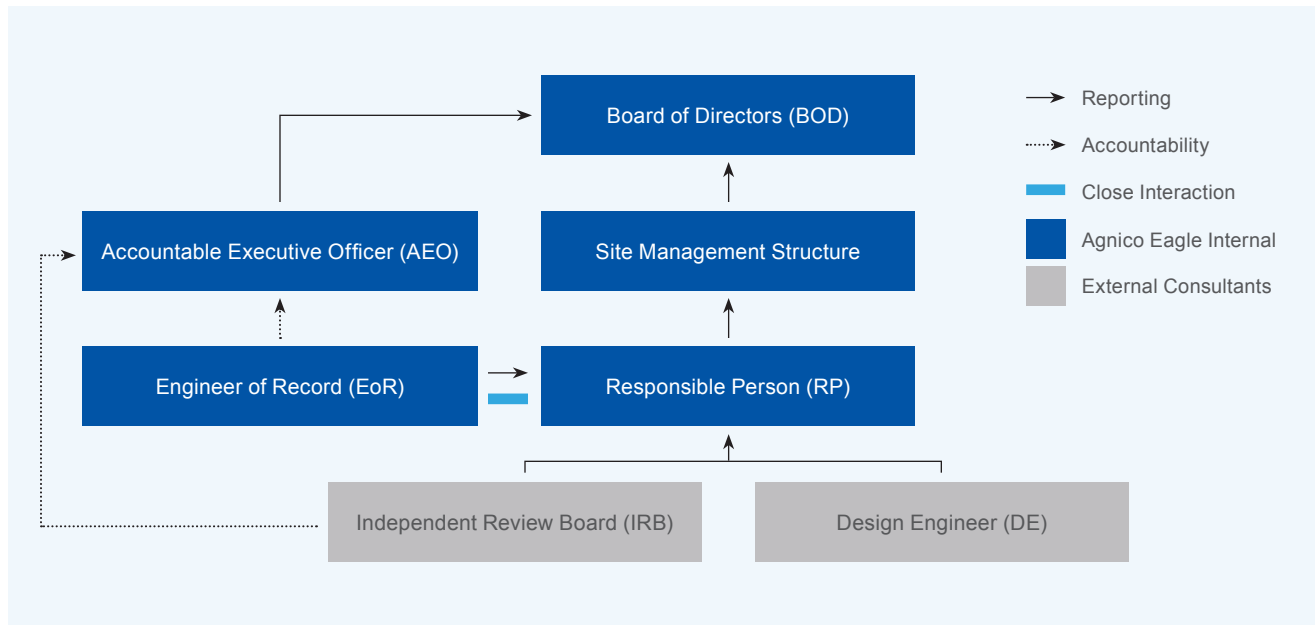 Board of Directors (BOD)
Accountable Executive Officer (AEO)
Site Management Structure
Engineer of Record (EoR)
Responsible Person (RP)
Independent Review Board (IRB)
Design Engineer (DE)
Reporting
Accountability
Close Interaction
Agnico Eagle Internal
External Consultants